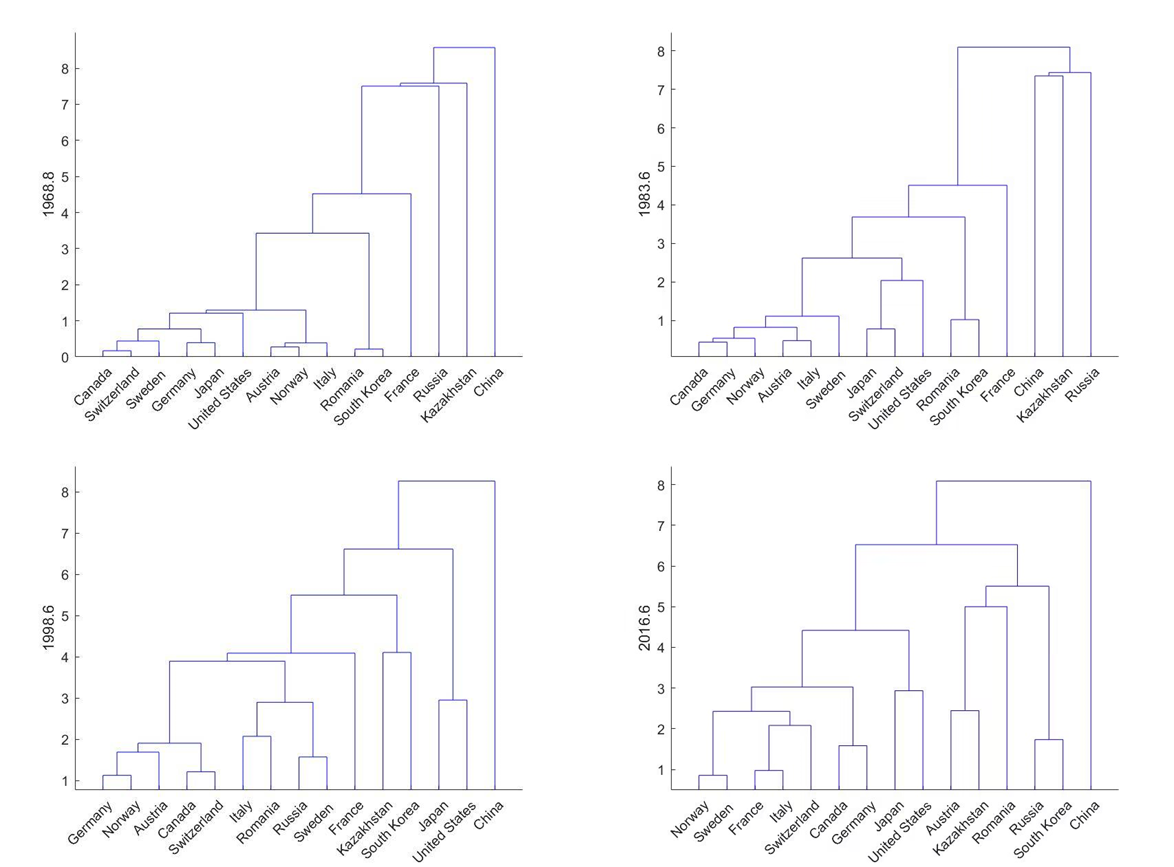 8
7
6
5
4
3
2
1
0
1968.8
Canada
Switzerland
Sweden
Germany
Japan
United States
Austria
Norway
Italy
Romania
South Korea
France
Russia
Kazakhstan
China
8
7
6
5
4
3
2
1
1983.6
Canada
Germany
Norway
Austria
Italy
Sweden
Japan
Switzerland
United States
Romania
South Korea
France
China
Kazakhstan
Russia
8
7
6
5
4
3
2
1
1998.6
Germany
Norway
Austria
Canada
Switzerland
Italy
Romania
Russia
Sweden
France
Kazakhstan
South Korea
Japan
United States
China
8
7
6
5
4
3
2
1
2016.6
Norway
Sweden
France
Italy
Switzerland
Canada
Germany
Japan
United States
Austria
Kazakhstan
Romania
Russia
South Korea
China